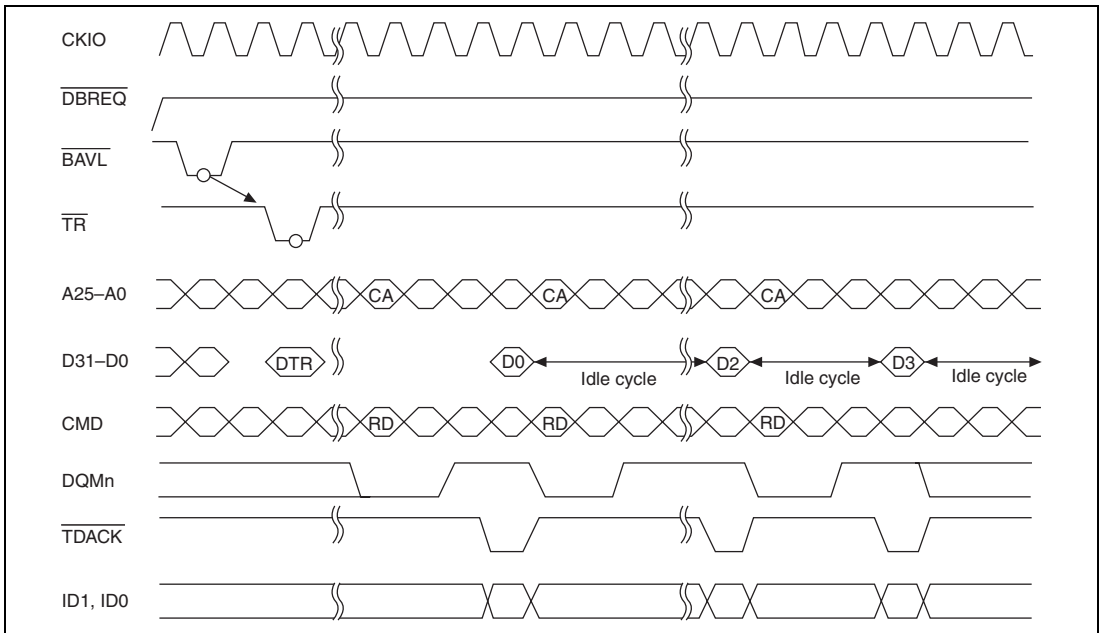 CKIO
DBREQ
BAVL
TR
A25–A0 CA CA CA
D31–D0 DTR D0 Idle cycle D2 Idle cycle D3 Idle cycle
CMD RD RD RD
DQMn
TDACK
ID1, ID0